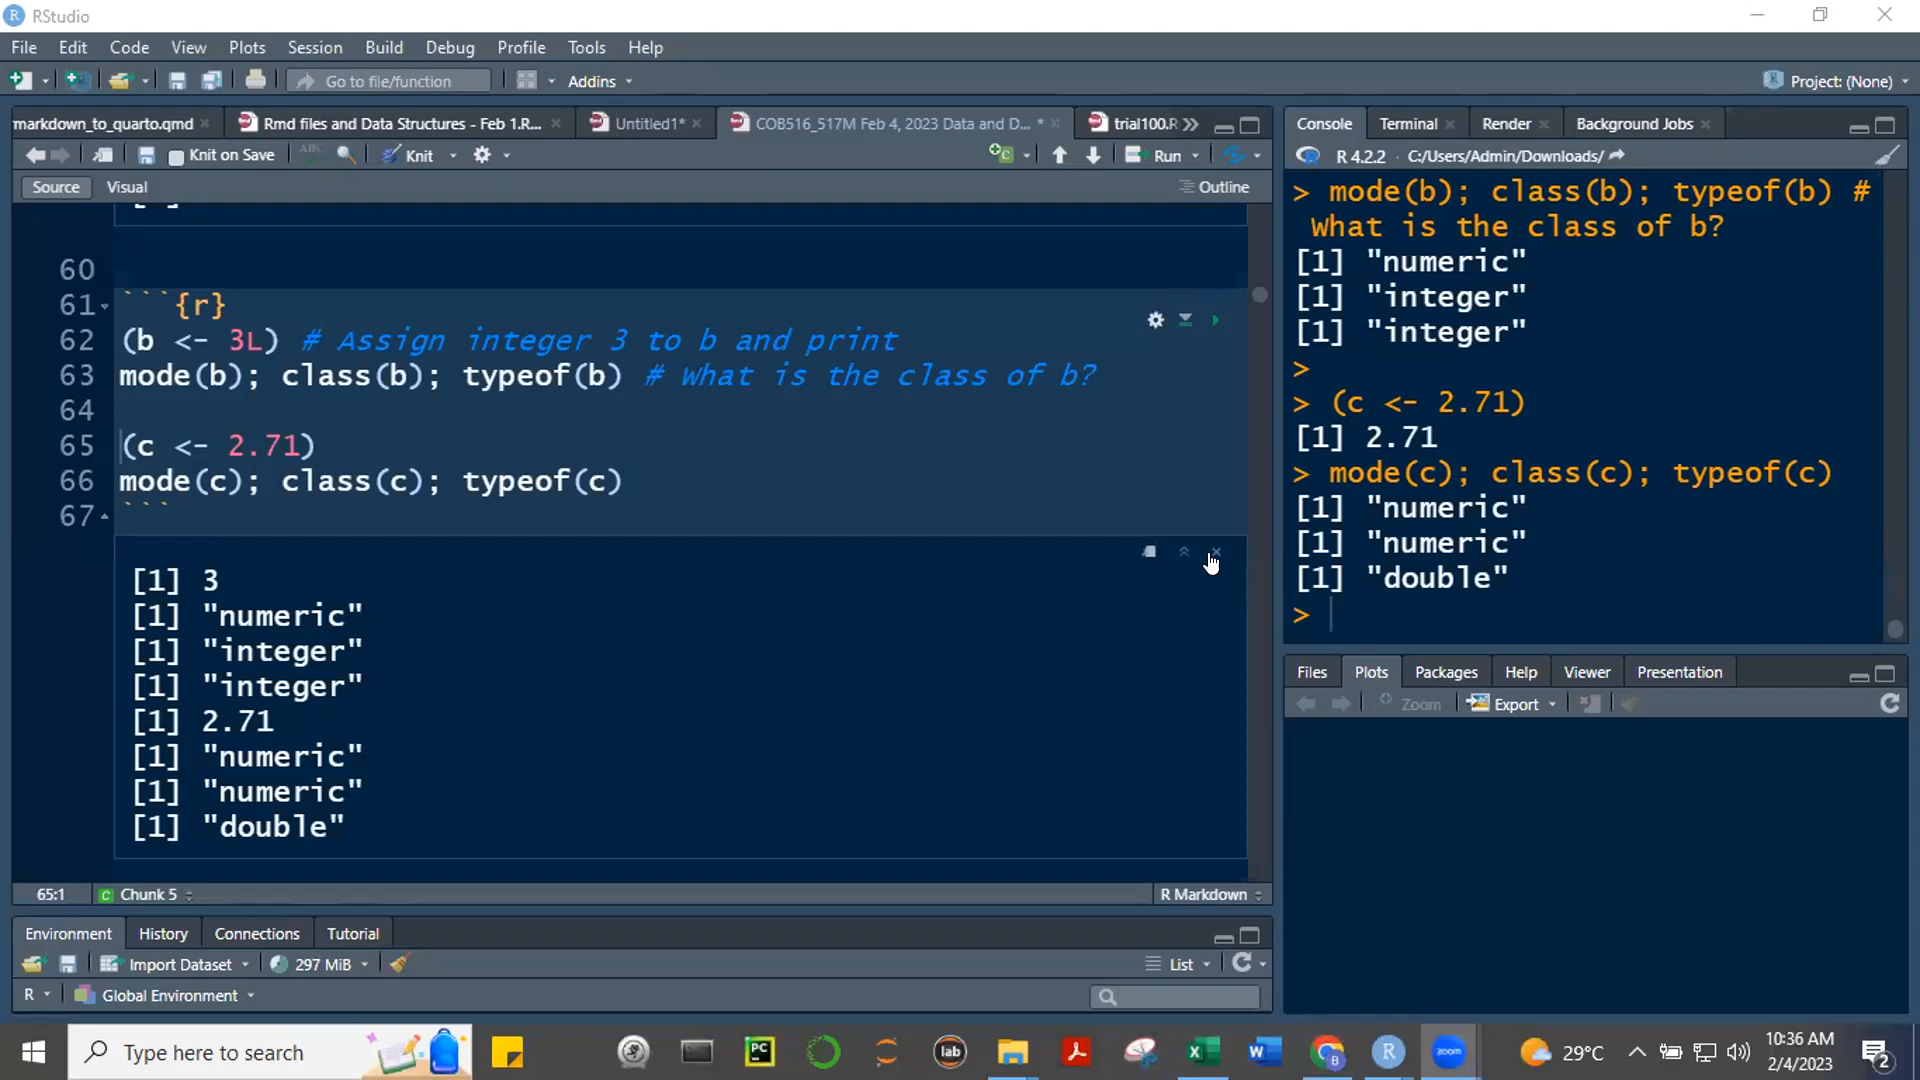 RStudio
File Edit Code View Plots Session Build Debug Profile Tools Help
Go to file/function Addins Project: (None)
markdown_to_quarto.qmd Rmd files and Data Structures - Feb 1.R... Untitled1* COB516_517M Feb 4, 2023 Data and D... * trial100.R
Knit on Save ABC Knit Run
Source Visual Outline
60
61 ```{r}
62 (b <- 3L) # Assign integer 3 to b and print
63 mode(b); class(b); typeof(b) # What is the class of b?
64
65 (c <- 2.71)
66 mode(c); class(c); typeof(c)
67 ```
[1] 3
[1] "numeric"
[1] "integer"
[1] "integer"
[1] 2.71
[1] "numeric"
[1] "numeric"
[1] "double"
65:1 C Chunk 5 R Markdown
Environment History Connections Tutorial
Import Dataset 297 MiB List
R Global Environment
Console Terminal Render Background Jobs
R 4.2.2 · C:/Users/Admin/Downloads/
> mode(b); class(b); typeof(b) #
What is the class of b?
[1] "numeric"
[1] "integer"
[1] "integer"
>
> (c <- 2.71)
[1] 2.71
> mode(c); class(c); typeof(c)
[1] "numeric"
[1] "numeric"
[1] "double"
>
Files Plots Packages Help Viewer Presentation
Zoom Export
Type here to search PC lab zoom 29°C 10:36 AM
2/4/2023 2